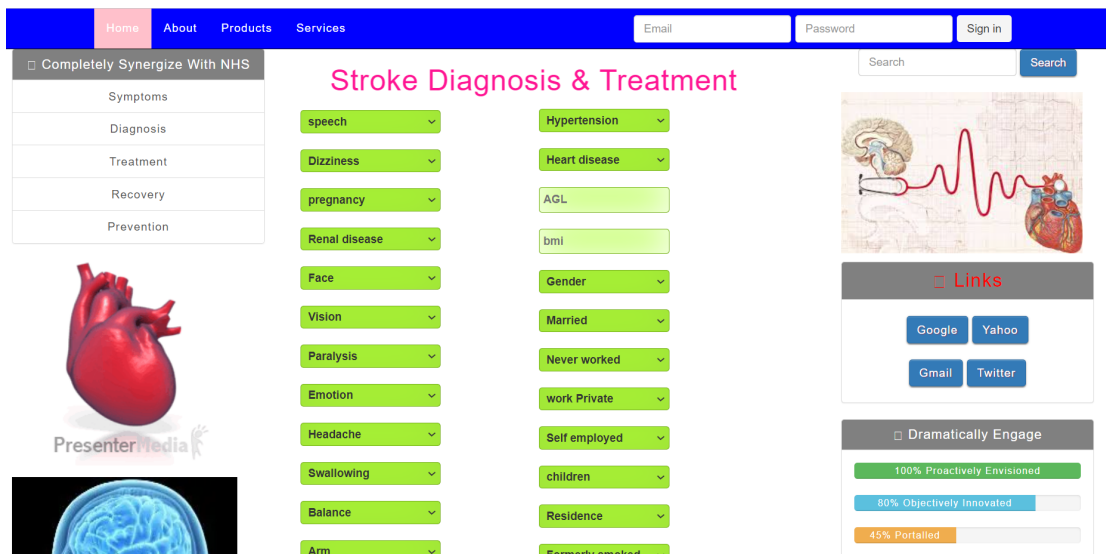 Home About Products Services Email Password Sign in
Completely Synergize With NHS
Symptoms
Diagnosis
Treatment
Recovery
Prevention
PresenterMedia
Stroke Diagnosis & Treatment
speech
Dizziness
pregnancy
Renal disease
Face
Vision
Paralysis
Emotion
Headache
Swallowing
Balance
Arm
Hypertension
Heart disease
AGL
bmi
Gender
Married
Never worked
work Private
Self employed
children
Residence
Formerly smoked
Search Search
Links
Google Yahoo
Gmail Twitter
Dramatically Engage
100% Proactively Envisioned
80% Objectively Innovated
45% Portalled